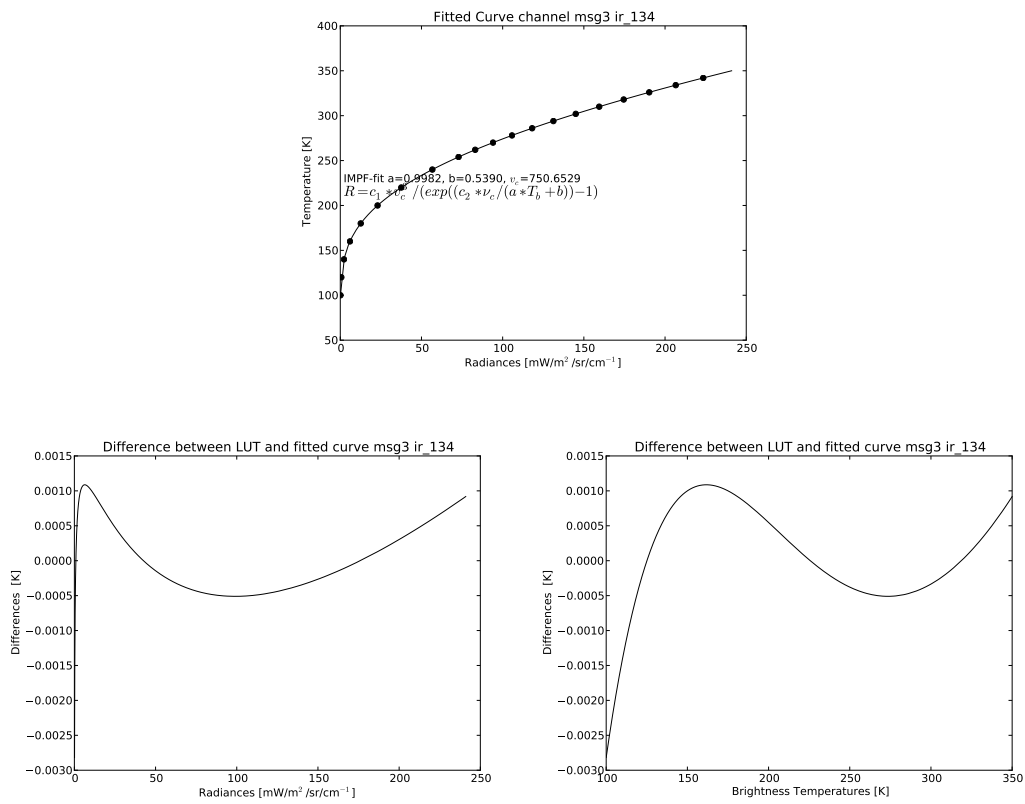 Fitted Curve channel msg3 ir_134
400
350
300
250
200
150
100
50
Temperature [K]
IMPF-fit a=0.9982, b=0.5390, v_c=750.6529
R=c_1 *ν_c^3 /(exp((c_2 *ν_c/(a*T_b +b))−1)
0 50 100 150 200 250
Radiances [mW/m^2 /sr/cm^−1 ]
Difference between LUT and fitted curve msg3 ir_134
0.0015
0.0010
0.0005
0.0000
−0.0005
−0.0010
−0.0015
−0.0020
−0.0025
−0.0030
Differences [K]
0 50 100 150 200 250
Radiances [mW/m^2 /sr/cm^−1 ]
Difference between LUT and fitted curve msg3 ir_134
0.0015
0.0010
0.0005
0.0000
−0.0005
−0.0010
−0.0015
−0.0020
−0.0025
−0.0030
Differences [K]
100 150 200 250 300 350
Brightness Temperatures [K]